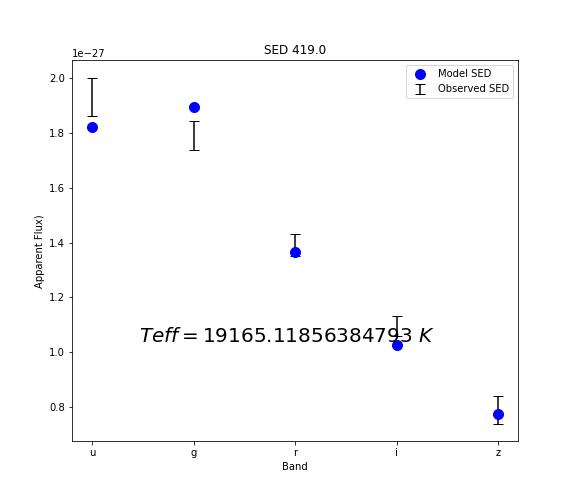 SED 419.0
1e−27
Model SED
Observed SED
2.0
1.8
1.6
1.4
1.2
1.0
0.8
Apparent Flux)
Teff = 19165.11856384793 K
u g r i z
Band